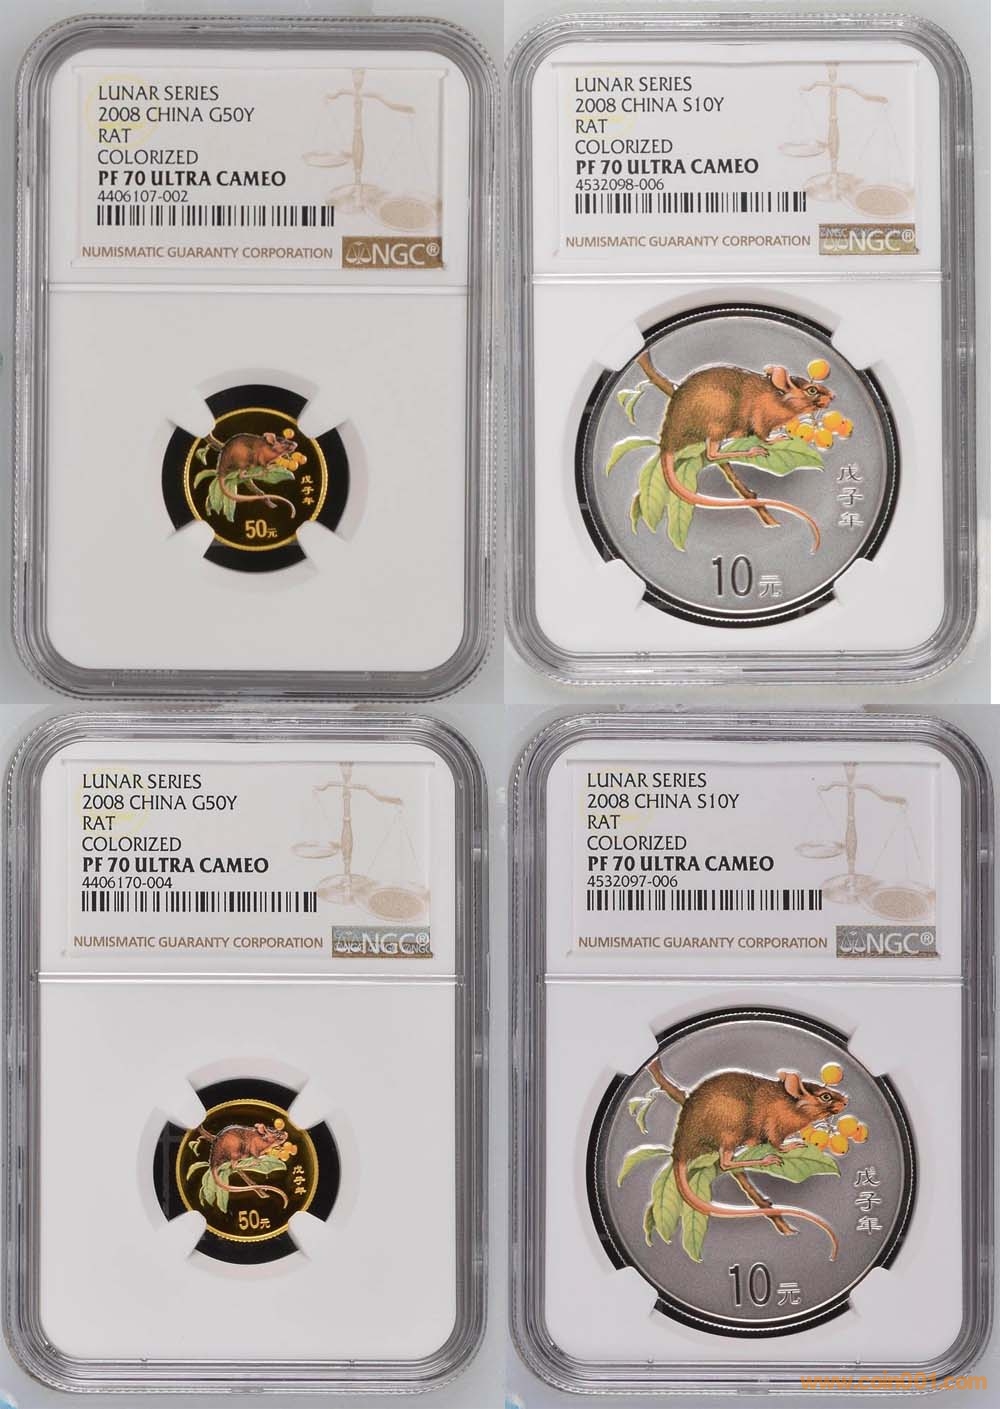 LUNAR SERIES
2008 CHINA G50Y
RAT
COLORIZED
PF 70 ULTRA CAMEO
4406107-002
NUMISMATIC GUARANTY CORPORATION
NGC®
戊子年
50元
LUNAR SERIES
2008 CHINA S10Y
RAT
COLORIZED
PF 70 ULTRA CAMEO
4532098-006
NUMISMATIC GUARANTY CORPORATION
NGC®
戊子年
10元
LUNAR SERIES
2008 CHINA G50Y
RAT
COLORIZED
PF 70 ULTRA CAMEO
4406170-004
NUMISMATIC GUARANTY CORPORATION
NGC®
戊子年
50元
LUNAR SERIES
2008 CHINA S10Y
RAT
COLORIZED
PF 70 ULTRA CAMEO
4532097-006
NUMISMATIC GUARANTY CORPORATION
NGC®
戊子年
10元
www.coin001.com